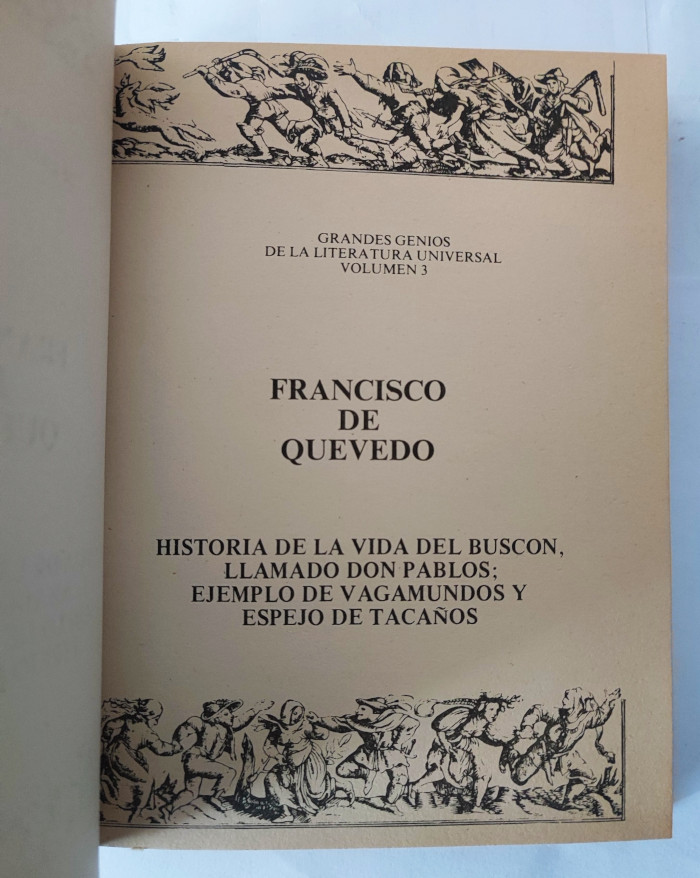 GRANDES GENIOS
DE LA LITERATURA UNIVERSAL
VOLUMEN 3
FRANCISCO
DE
QUEVEDO
HISTORIA DE LA VIDA DEL BUSCON,
LLAMADO DON PABLOS;
EJEMPLO DE VAGAMUNDOS Y
ESPEJO DE TACAÑOS